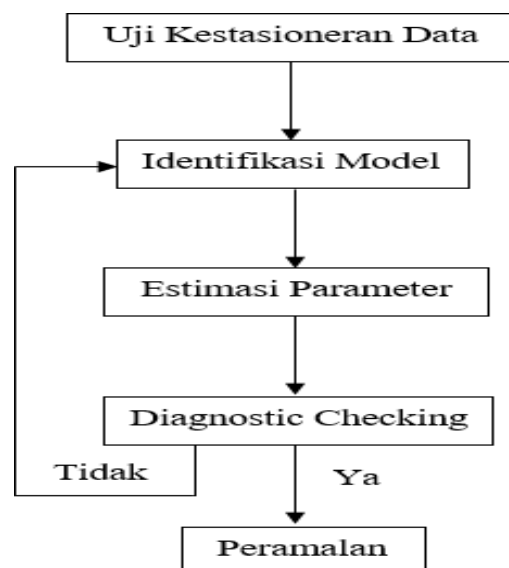 Uji Kestasioneran Data
Identifikasi Model
Estimasi Parameter
Diagnostic Checking
Tidak
Ya
Peramalan